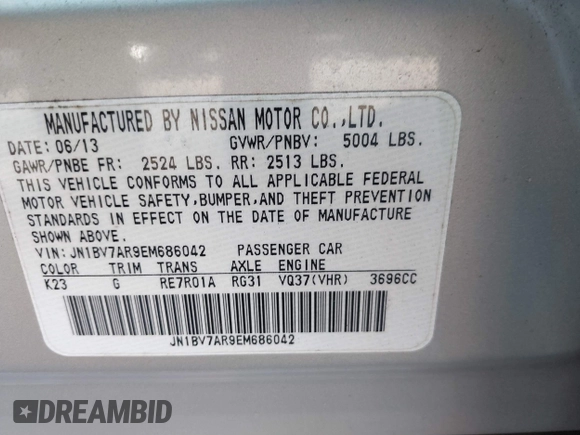 MANUFACTURED BY NISSAN MOTOR CO.,LTD.
DATE: 06/13 GVWR/PNBV: 5004 LBS.
GAWR/PNBE FR: 2524 LBS. RR: 2513 LBS.
THIS VEHICLE CONFORMS TO ALL APPLICABLE FEDERAL
MOTOR VEHICLE SAFETY,BUMPER,AND THEFT PREVENTION
STANDARDS IN EFFECT ON THE DATE OF MANUFACTURE
SHOWN ABOVE.
VIN: JN1BV7AR9EM686042 PASSENGER CAR
COLOR TRIM TRANS AXLE ENGINE
K23 G RE7R01A RG31 VQ37(VHR) 3696CC
JN1BV7AR9EM686042
DREAMBID